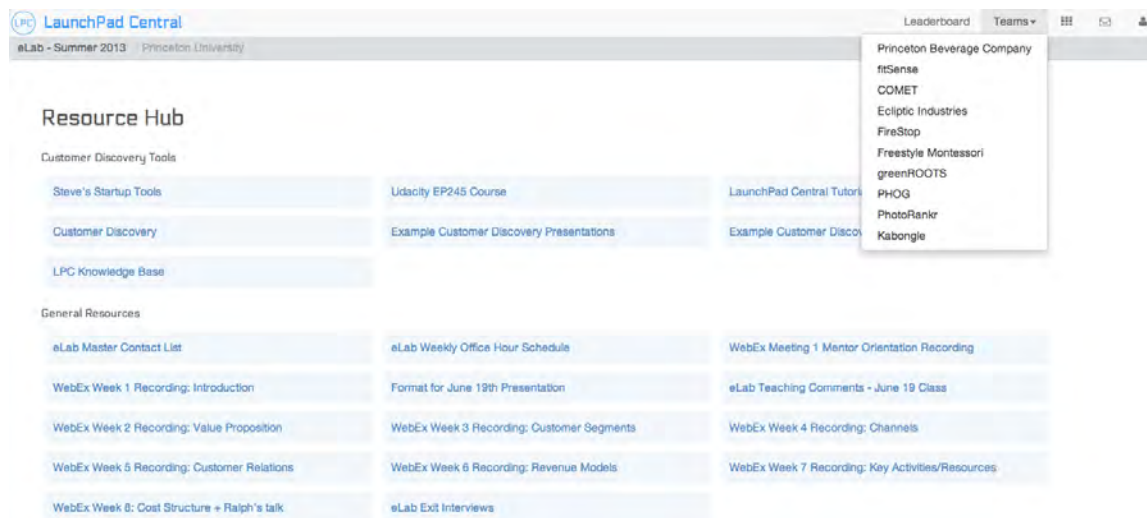 LPC LaunchPad Central Leaderboard Teams
eLab - Summer 2013 Princeton University
Princeton Beverage Company
fitSense
COMET
Ecliptic Industries
FireStop
Freestyle Montessori
greenROOTS
PHOG
PhotoRankr
Kabongle
Resource Hub
Customer Discovery Tools
Steve's Startup Tools Udacity EP245 Course LaunchPad Central Tutori
Customer Discovery Example Customer Discovery Presentations Example Customer Discov
LPC Knowledge Base
General Resources
eLab Master Contact List eLab Weekly Office Hour Schedule WebEx Meeting 1 Mentor Orientation Recording
WebEx Week 1 Recording: Introduction Format for June 19th Presentation eLab Teaching Comments - June 19 Class
WebEx Week 2 Recording: Value Proposition WebEx Week 3 Recording: Customer Segments WebEx Week 4 Recording: Channels
WebEx Week 5 Recording: Customer Relations WebEx Week 6 Recording: Revenue Models WebEx Week 7 Recording: Key Activities/Resources
WebEx Week 8: Cost Structure + Ralph's talk eLab Exit Interviews